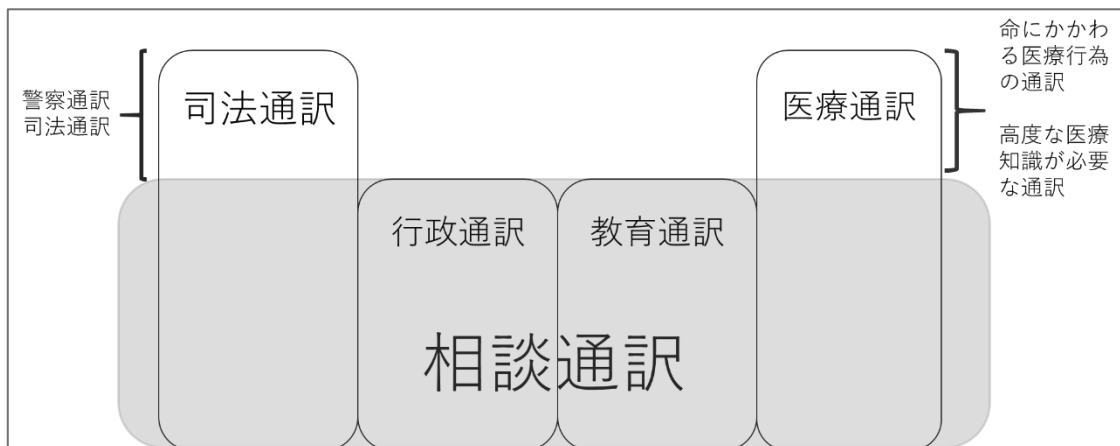 警察通訳
司法通訳
司法通訳
医療通訳
命にかかわ
る医療行為
の通訳
高度な医療
知識が必要
な通訳
行政通訳
教育通訳
相談通訳